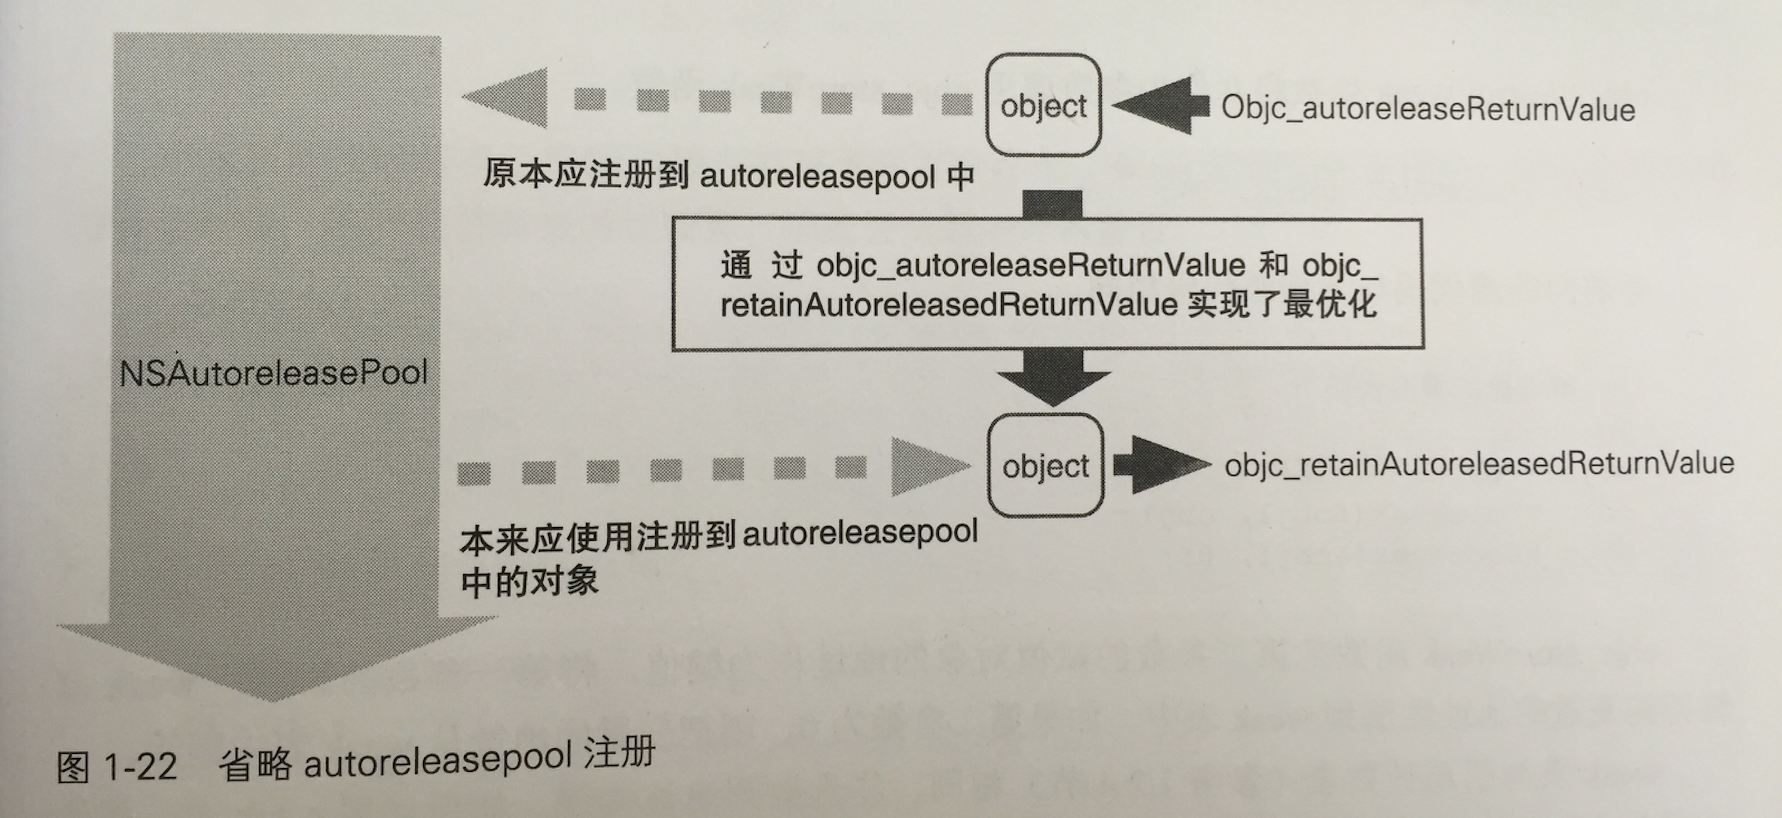 object
Objc_autoreleaseReturnValue
原本应注册到 autoreleasepool 中
通 过 objc_autoreleaseReturnValue 和 objc_
retainAutoreleasedReturnValue 实现了最优化
NSAutoreleasePool
object
objc_retainAutoreleasedReturnValue
本来应使用注册到 autoreleasepool
中的对象
图 1-22 省略 autoreleasepool 注册